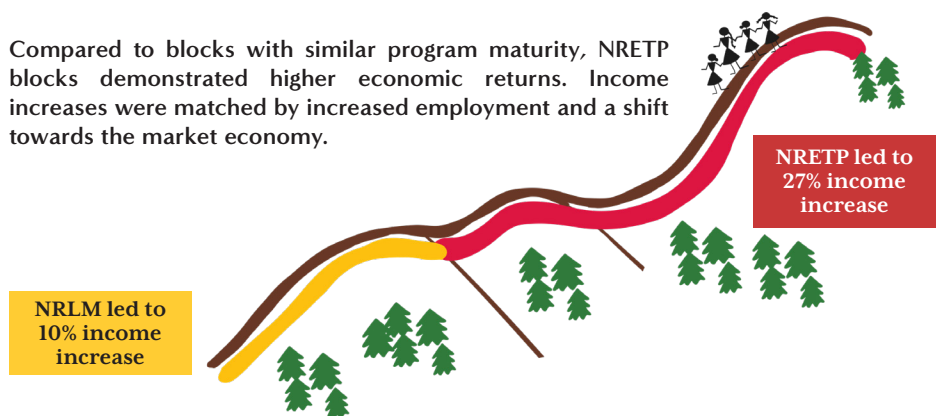 Compared to blocks with similar program maturity, NRETP
blocks demonstrated higher economic returns. Income
increases were matched by increased employment and a shift
towards the market economy.
NRETP led to
27% income
increase
NRLM led to
10% income
increase